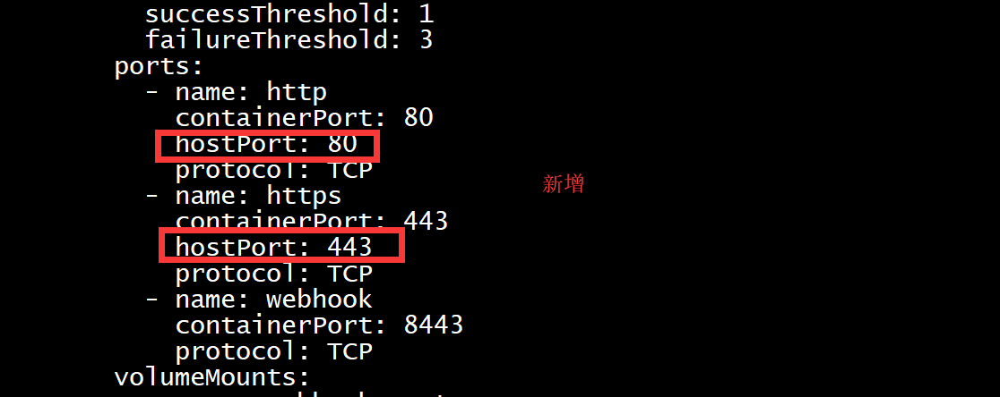 successThreshold: 1
failureThreshold: 3
ports:
- name: http
containerPort: 80
hostPort: 80
protocol: TCP
新增
- name: https
containerPort: 443
hostPort: 443
protocol: TCP
- name: webhook
containerPort: 8443
protocol: TCP
volumeMounts: